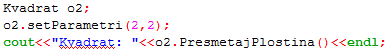 Kvadrat o2;
o2.setParametri(2,2);
cout<<"Kvadrat: "<<o2.PresmetajPlostina()<<endl;